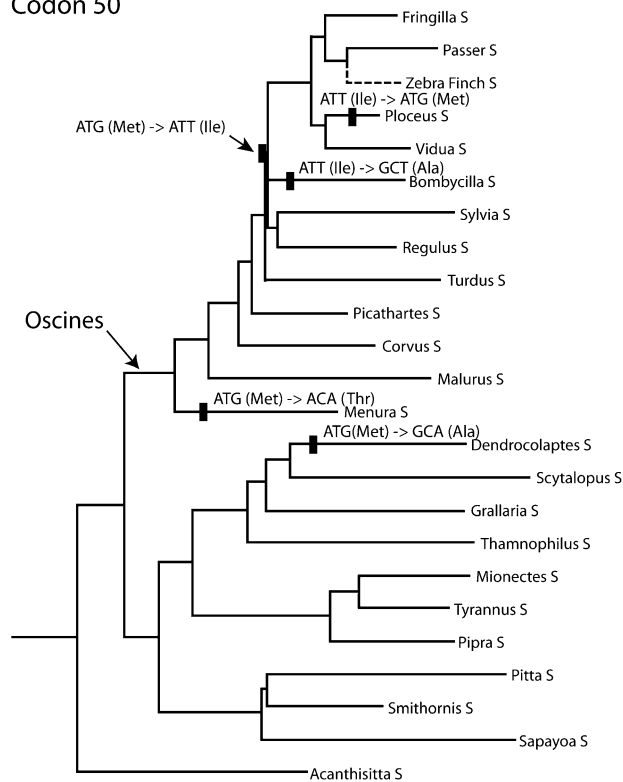 Codon 50
Fringilla S
Passer S
Zebra Finch S
ATT (Ile) -> ATG (Met)
Ploceus S
ATG (Met) -> ATT (Ile)
Vidua S
ATT (Ile) -> GCT (Ala)
Bombycilla S
Sylvia S
Regulus S
Turdus S
Picathartes S
Oscines
Corvus S
Malurus S
ATG (Met) -> ACA (Thr)
Menura S
ATG(Met) -> GCA (Ala)
Dendrocolaptes S
Scytalopus S
Grallaria S
Thamnophilus S
Mionectes S
Tyrannus S
Pipra S
Pitta S
Smithornis S
Sapayoa S
Acanthisitta S